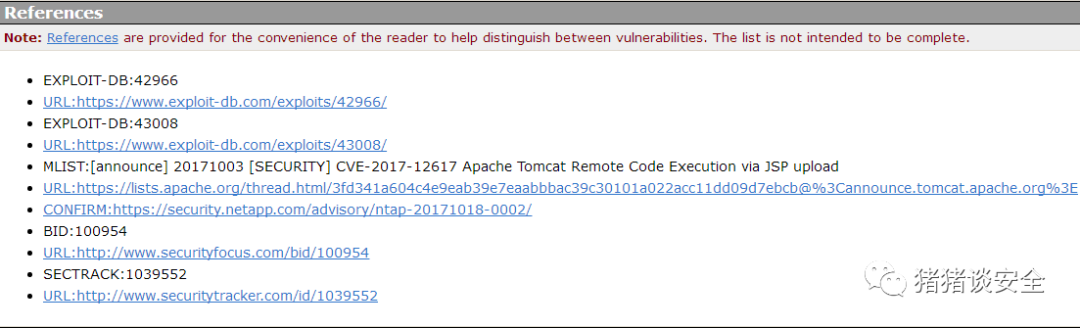 References
Note: References are provided for the convenience of the reader to help distinguish between vulnerabilities. The list is not intended to be complete.
EXPLOIT-DB:42966
URL:https://www.exploit-db.com/exploits/42966/
EXPLOIT-DB:43008
URL:https://www.exploit-db.com/exploits/43008/
MLIST:[announce] 20171003 [SECURITY] CVE-2017-12617 Apache Tomcat Remote Code Execution via JSP upload
URL:https://lists.apache.org/thread.html/3fd341a604c4e9eab39e7eaabbbac39c30101a022acc11dd09d7ebcb@%3Cannounce.tomcat.apache.org%3E
CONFIRM:https://security.netapp.com/advisory/ntap-20171018-0002/
BID:100954
URL:http://www.securityfocus.com/bid/100954
SECTRACK:1039552
URL:http://www.securitytracker.com/id/1039552
猪猪谈安全